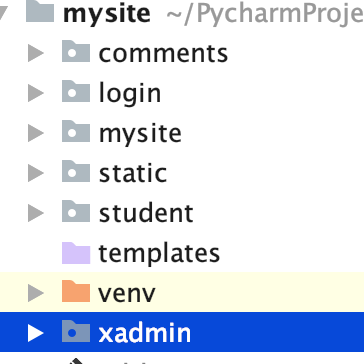 mysite ~/PycharmProje
comments
login
mysite
static
student
templates
venv
xadmin